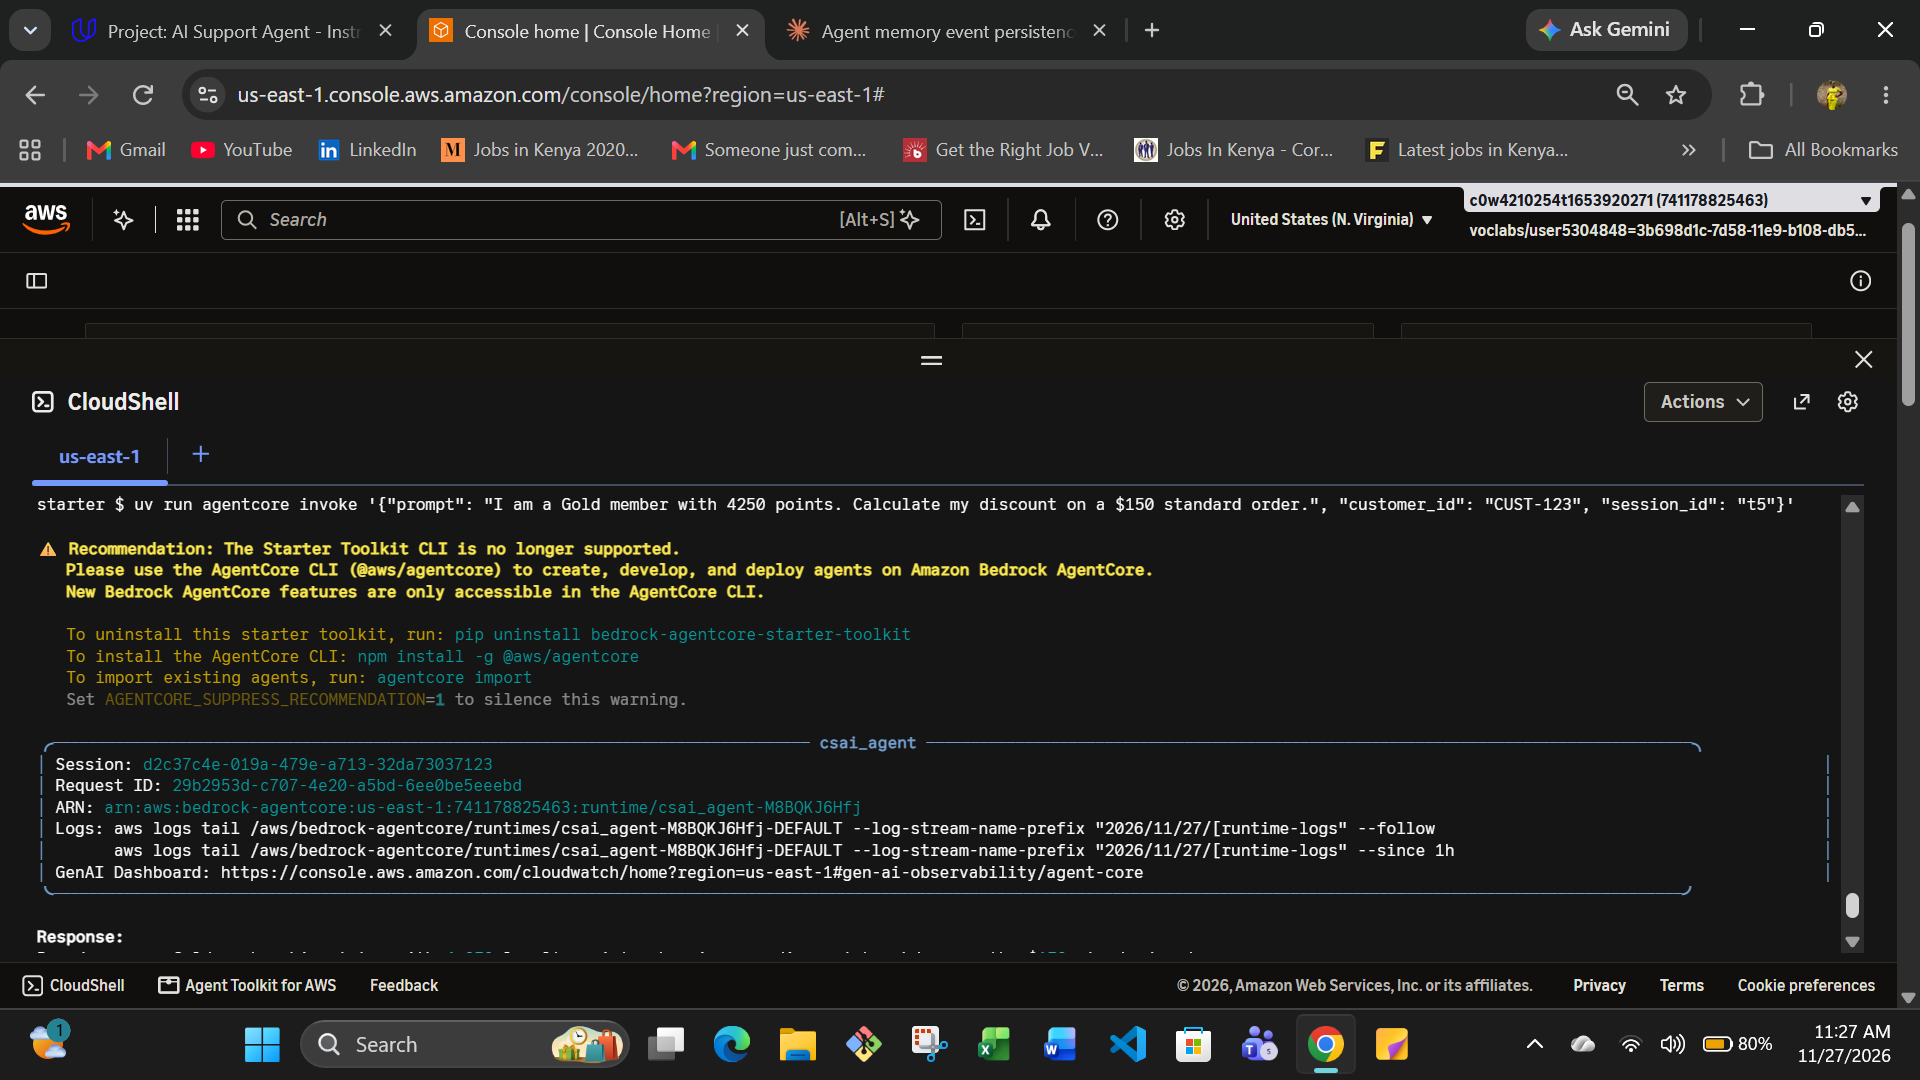 Project: AI Support Agent - Instr
Console home | Console Home
Agent memory event persistenc
Ask Gemini
us-east-1.console.aws.amazon.com/console/home?region=us-east-1#
Gmail
YouTube
LinkedIn
Jobs in Kenya 2020...
Someone just com...
Get the Right Job V...
Jobs In Kenya - Cor...
Latest jobs in Kenya...
All Bookmarks
aws
Search
[Alt+S]
United States (N. Virginia)
c0w4210254t1653920271 (741178825463)
voclabs/user5304848=3b698d1c-7d58-11e9-b108-db5...
CloudShell
Actions
us-east-1
starter $ uv run agentcore invoke '{"prompt": "I am a Gold member with 4250 points. Calculate my discount on a $150 standard order.", "customer_id": "CUST-123", "session_id": "t5"}'
Recommendation: The Starter Toolkit CLI is no longer supported.
Please use the AgentCore CLI (@aws/agentcore) to create, develop, and deploy agents on Amazon Bedrock AgentCore.
New Bedrock AgentCore features are only accessible in the AgentCore CLI.
To uninstall this starter toolkit, run: pip uninstall bedrock-agentcore-starter-toolkit
To install the AgentCore CLI: npm install -g @aws/agentcore
To import existing agents, run: agentcore import
Set AGENTCORE_SUPPRESS_RECOMMENDATION=1 to silence this warning.
csai_agent
Session: d2c37c4e-019a-479e-a713-32da73037123
Request ID: 29b2953d-c707-4e20-a5bd-6ee0be5eeebd
ARN: arn:aws:bedrock-agentcore:us-east-1:741178825463:runtime/csai_agent-M8BQKJ6Hfj
Logs: aws logs tail /aws/bedrock-agentcore/runtimes/csai_agent-M8BQKJ6Hfj-DEFAULT --log-stream-name-prefix "2026/11/27/[runtime-logs" --follow
aws logs tail /aws/bedrock-agentcore/runtimes/csai_agent-M8BQKJ6Hfj-DEFAULT --log-stream-name-prefix "2026/11/27/[runtime-logs" --since 1h
GenAI Dashboard: https://console.aws.amazon.com/cloudwatch/home?region=us-east-1#gen-ai-observability/agent-core
Response:
CloudShell
Agent Toolkit for AWS
Feedback
© 2026, Amazon Web Services, Inc. or its affiliates.
Privacy
Terms
Cookie preferences
1
Search
80%
11:27 AM
11/27/2026